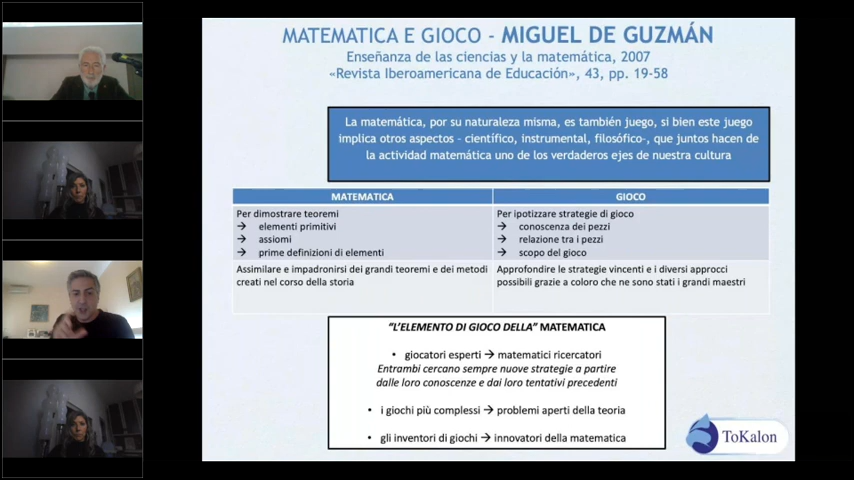 MATEMATICA E GIOCO - MIGUEL DE GUZMÁN
Enseñanza de las ciencias y la matemática, 2007
«Revista Iberoamericana de Educación», 43, pp. 19-58
La matemática, por su naturaleza misma, es también juego, si bien este juego
implica otros aspectos - científico, instrumental, filosófico-, que juntos hacen de
la actividad matemática uno de los verdaderos ejes de nuestra cultura
MATEMATICA
Per dimostrare teoremi
→ elementi primitivi
→ assiomi
→ prime definizioni di elementi
GIOCO
Per ipotizzare strategie di gioco
→ conoscenza dei pezzi
→ relazione tra i pezzi
→ scopo del gioco
Assimilare e impadronirsi dei grandi teoremi e dei metodi
creati nel corso della storia
Approfondire le strategie vincenti e i diversi approcci
possibili grazie a coloro che ne sono stati i grandi maestri
"L'ELEMENTO DI GIOCO DELLA" MATEMATICA
• giocatori esperti → matematici ricercatori
Entrambi cercano sempre nuove strategie a partire
dalle loro conoscenze e dai loro tentativi precedenti
• i giochi più complessi → problemi aperti della teoria
• gli inventori di giochi → innovatori della matematica
ToKalon